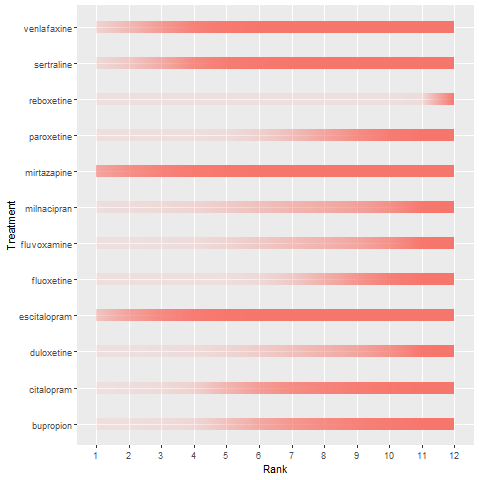 venlafaxine
sertraline
reboxetine
paroxetine
mirtazapine
milnacipran
fluvoxamine
fluoxetine
escitalopram
duloxetine
citalopram
bupropion
Treatment
1 2 3 4 5 6 7 8 9 10 11 12
Rank